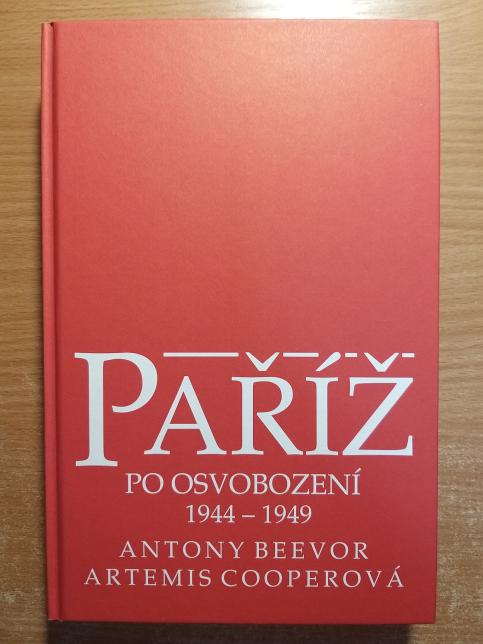 PAŘÍŽ
PO OSVOBOZENÍ
1944 – 1949
ANTONY BEEVOR
ARTEMIS COOPEROVÁ